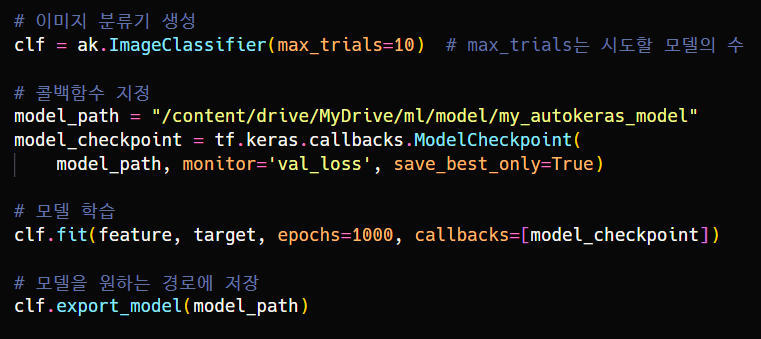 # 이미지 분류기 생성
clf = ak.ImageClassifier(max_trials=10)  # max_trials는 시도할 모델의 수
# 콜백함수 지정
model_path = "/content/drive/MyDrive/ml/model/my_autokeras_model"
model_checkpoint = tf.keras.callbacks.ModelCheckpoint(
    model_path, monitor='val_loss', save_best_only=True)
# 모델 학습
clf.fit(feature, target, epochs=1000, callbacks=[model_checkpoint])
# 모델을 원하는 경로에 저장
clf.export_model(model_path)